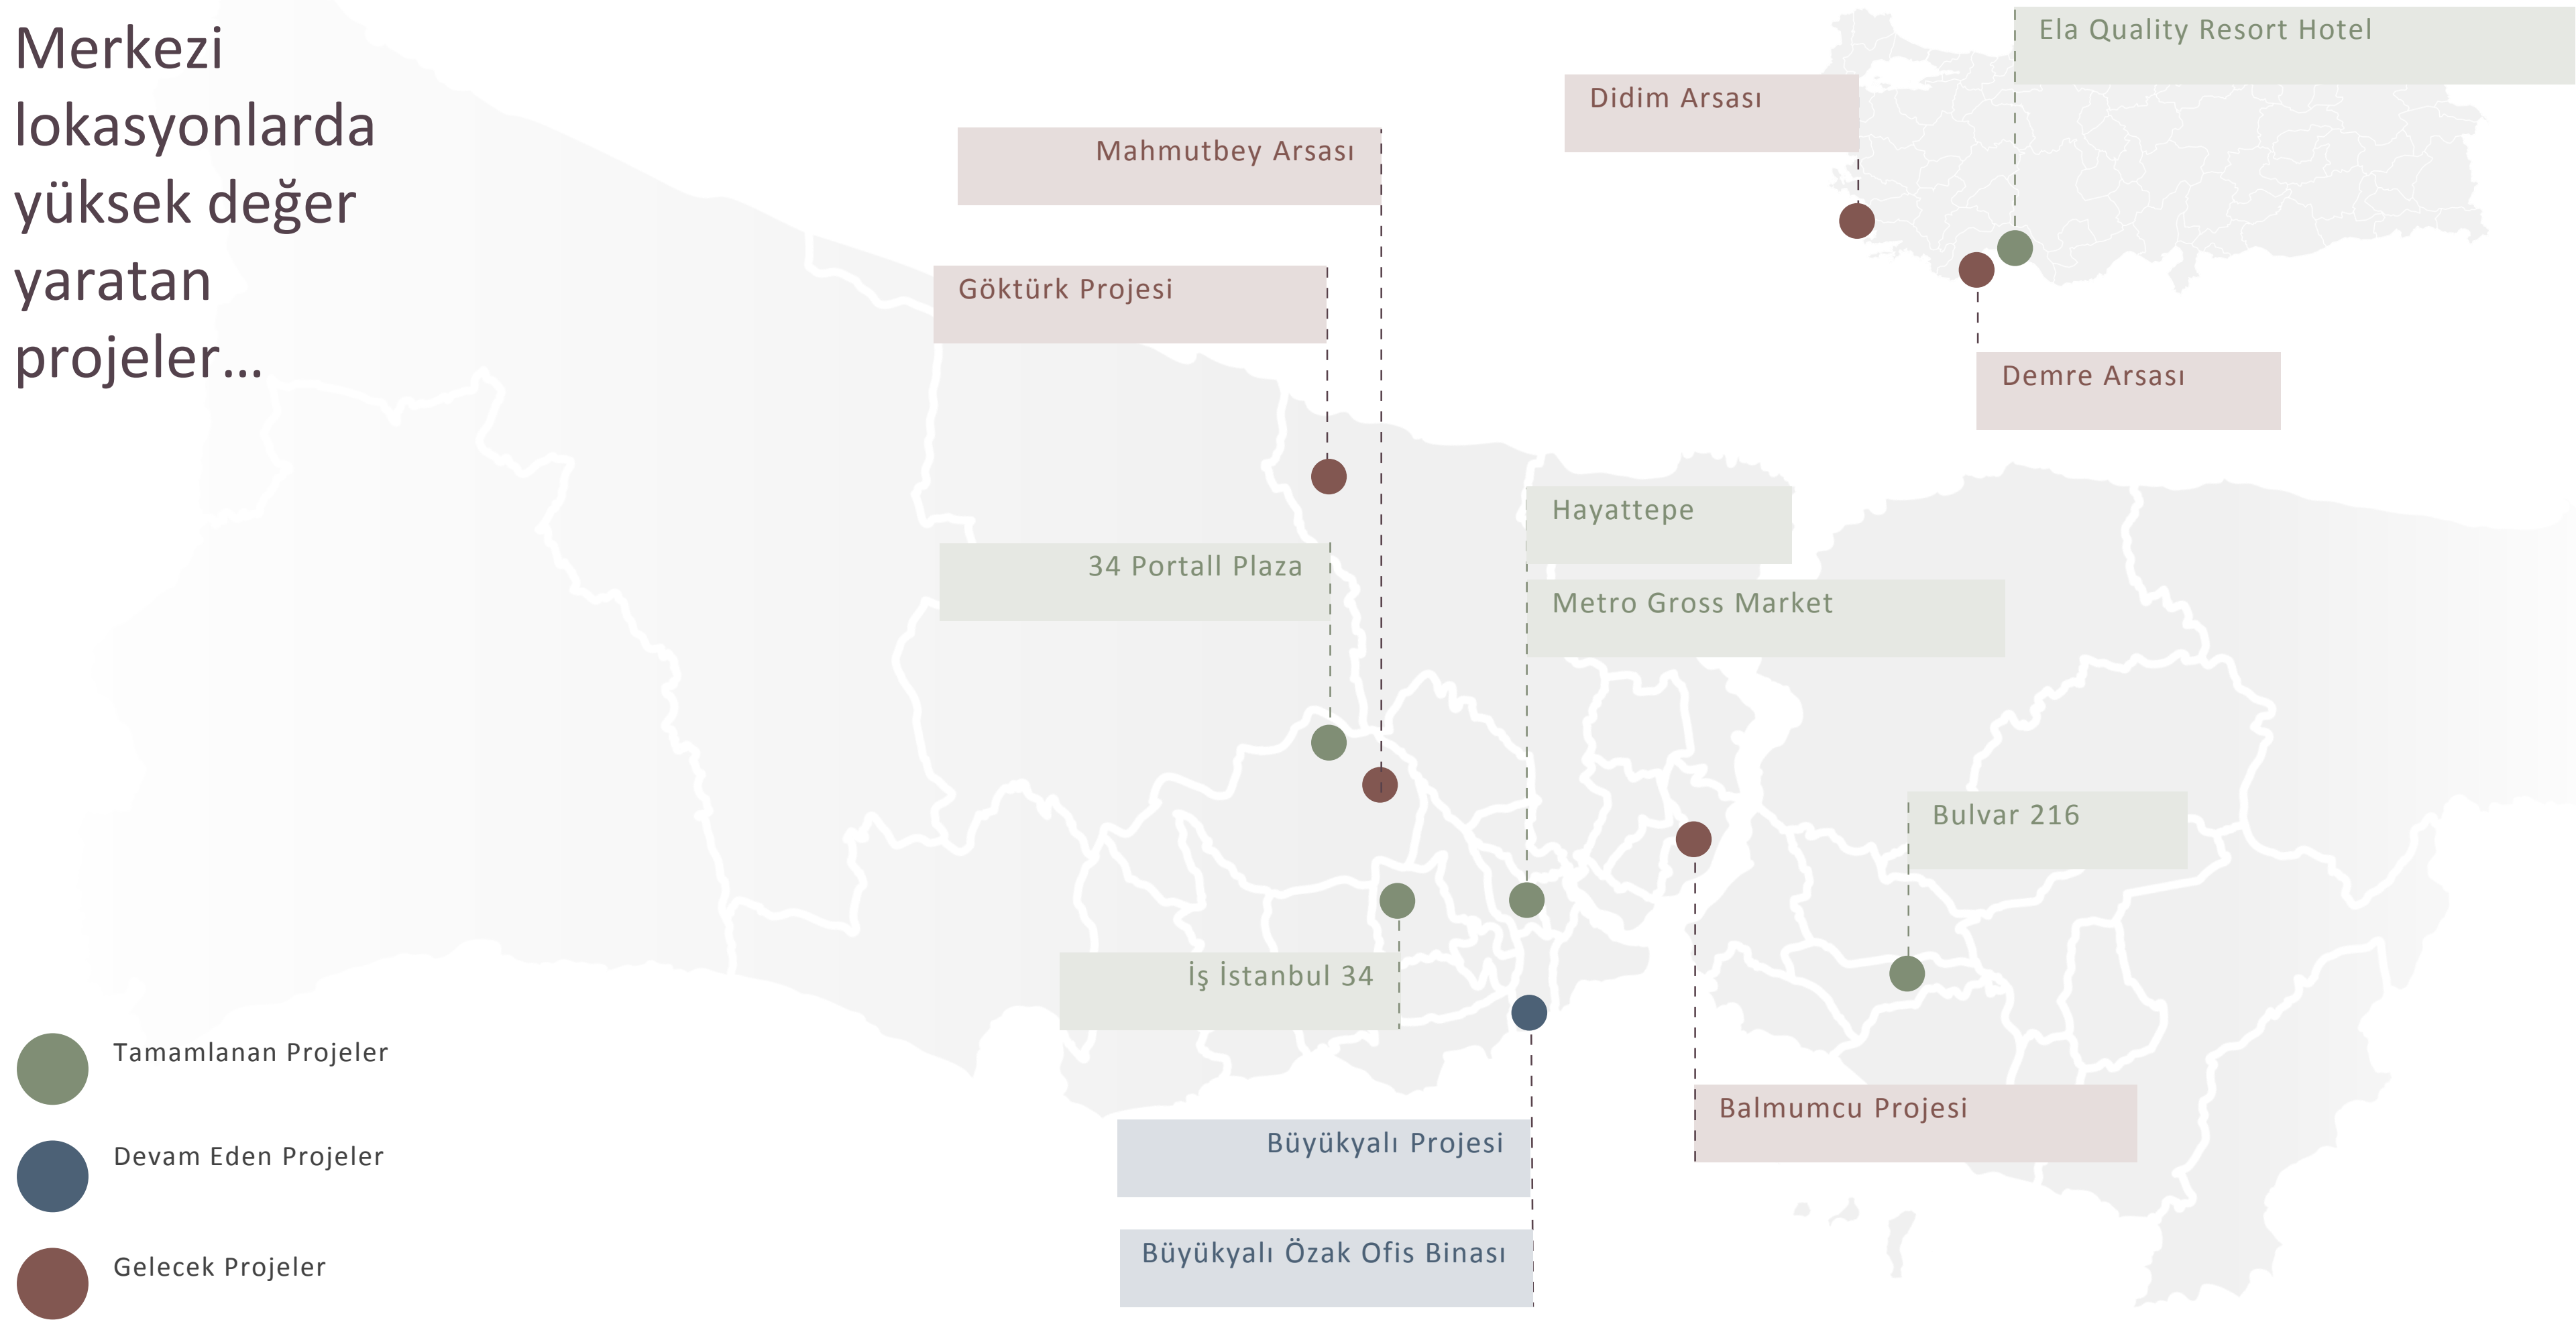 Merkezi
lokasyonlarda
yüksek değer
yaratan
projeler...
Ela Quality Resort Hotel
Didim Arsası
Mahmutbey Arsası
Göktürk Projesi
Demre Arsası
Hayattepe
34 Portall Plaza
Metro Gross Market
Bulvar 216
İş İstanbul 34
Balmumcu Projesi
Büyükyalı Projesi
Büyükyalı Özak Ofis Binası
Tamamlanan Projeler
Devam Eden Projeler
Gelecek Projeler